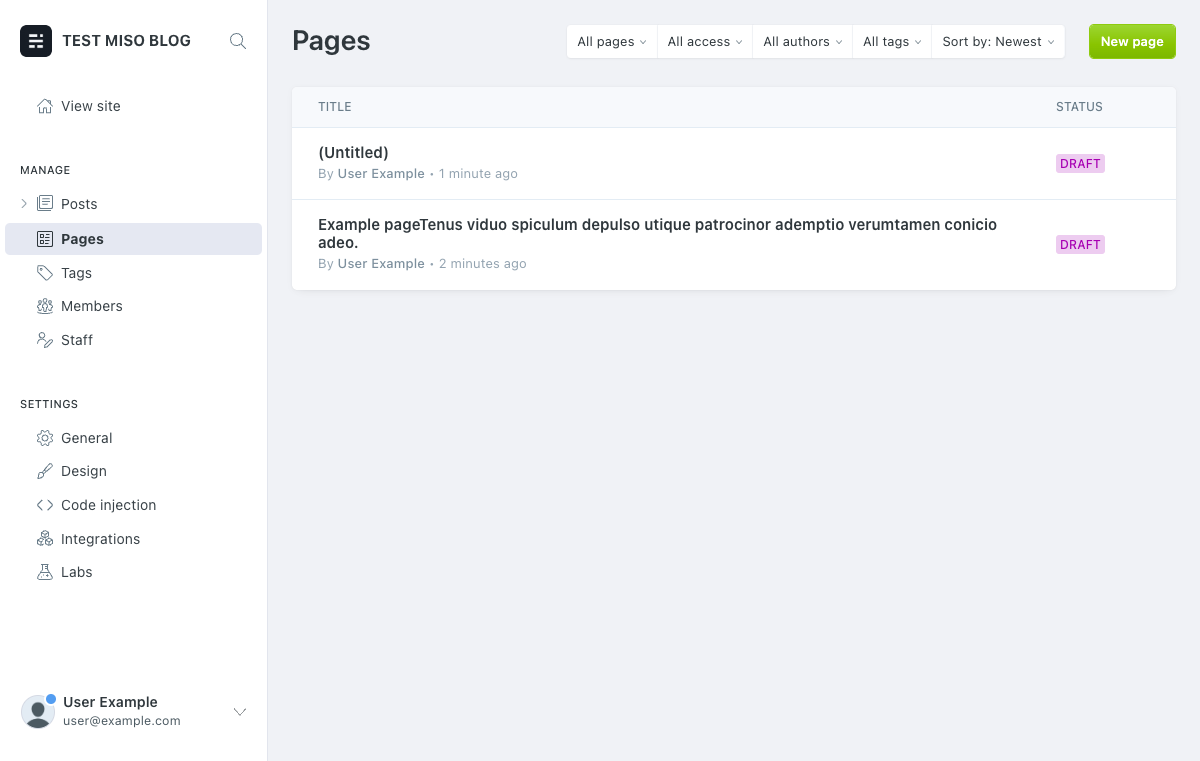 TEST MISO BLOG
View site
MANAGE
Posts
Pages
Tags
Members
Staff
SETTINGS
General
Design
Code injection
Integrations
Labs
User Example
user@example.com
Pages
All pages
All access
All authors
All tags
Sort by: Newest
New page
TITLE
STATUS
(Untitled)
By User Example • 1 minute ago
DRAFT
Example pageTenus viduo spiculum depulso utique patrocinor ademptio verumtamen conicio
adeo.
By User Example • 2 minutes ago
DRAFT